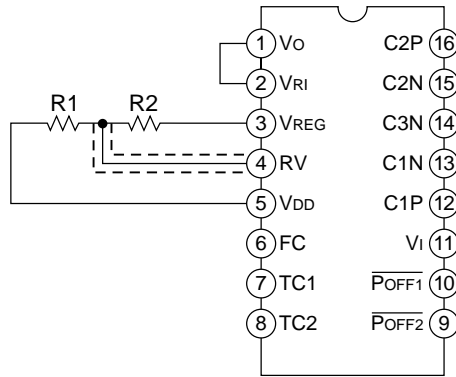 1 VO C2P 16
2 VRI C2N 15
R1 R2 3 VREG C3N 14
4 RV C1N 13
5 VDD C1P 12
6 FC VI 11
7 TC1 POFF1 10
8 TC2 POFF2 9